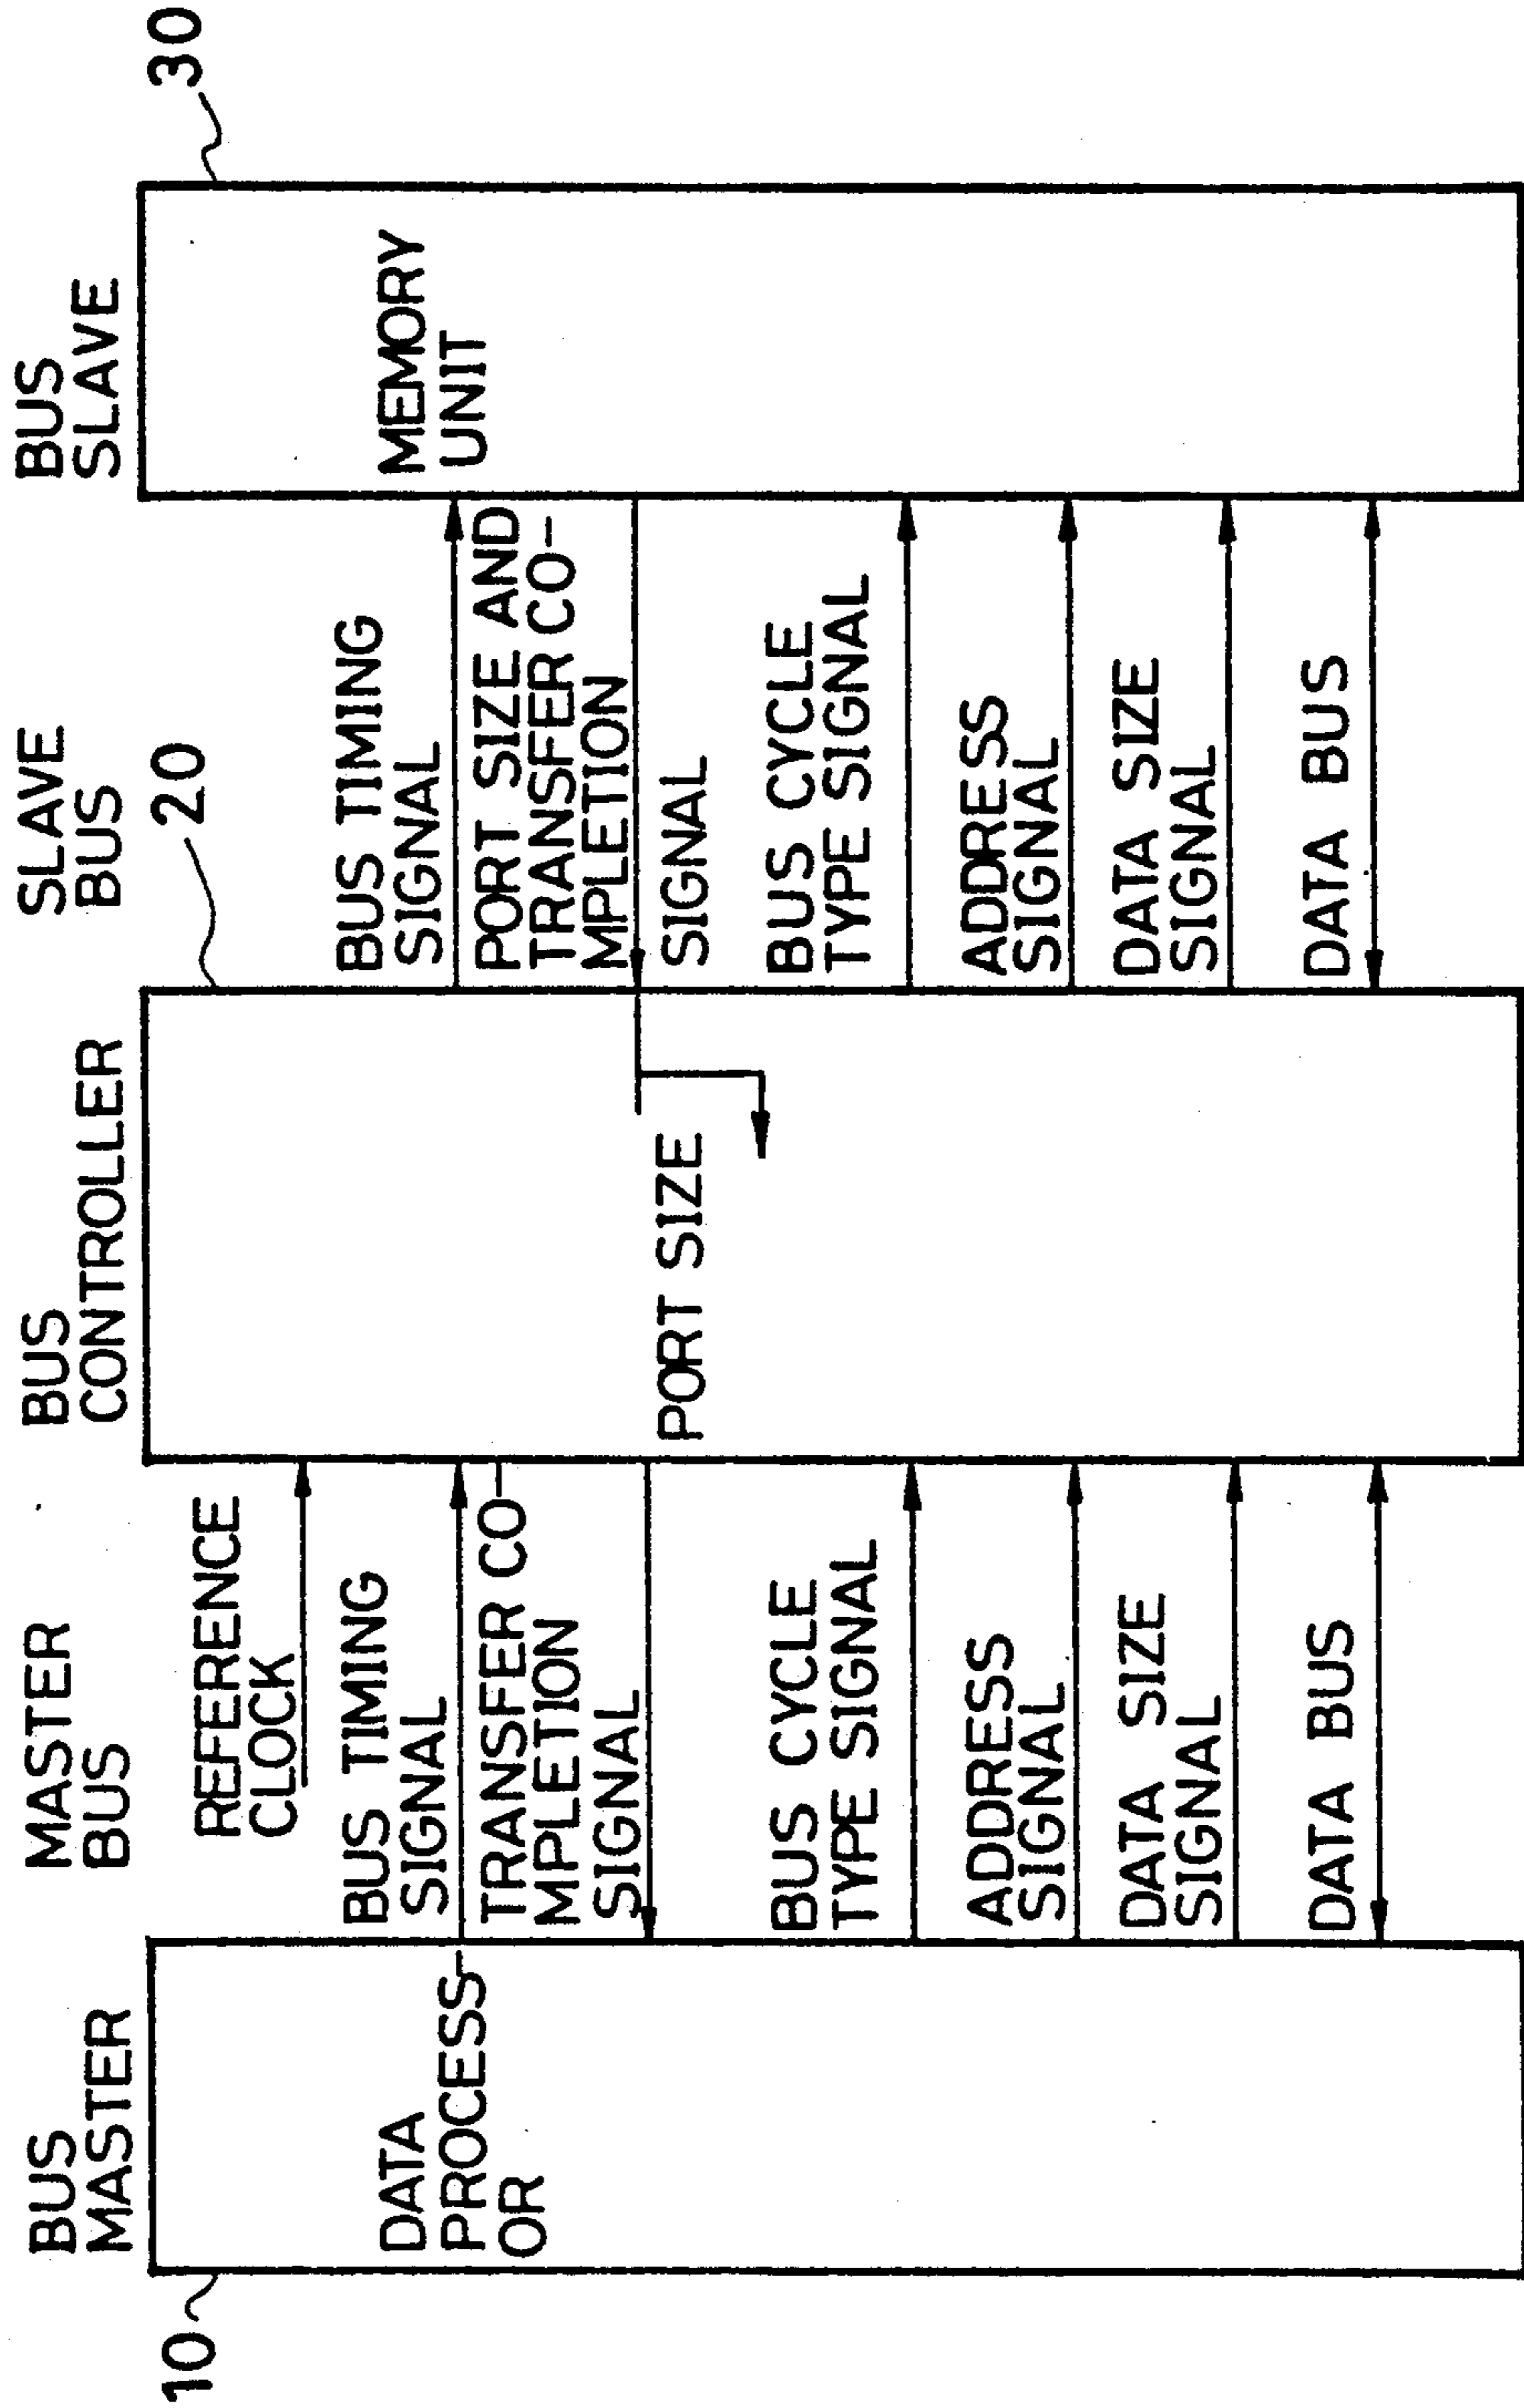 BUS
MASTER
MASTER
BUS
BUS
CONTROLLER
SLAVE
BUS
BUS
SLAVE
10
20
30
DATA
PROCESS-
OR
REFERENCE
CLOCK
BUS TIMING
SIGNAL
TRANSFER CO-
MPLETION
SIGNAL
BUS CYCLE
TYPE SIGNAL
ADDRESS
SIGNAL
DATA SIZE
SIGNAL
DATA BUS
PORT SIZE
BUS TIMING
SIGNAL
PORT SIZE AND
TRANSFER CO-
MPLETION
SIGNAL
BUS CYCLE
TYPE SIGNAL
ADDRESS
SIGNAL
DATA SIZE
SIGNAL
DATA BUS
MEMORY
UNIT